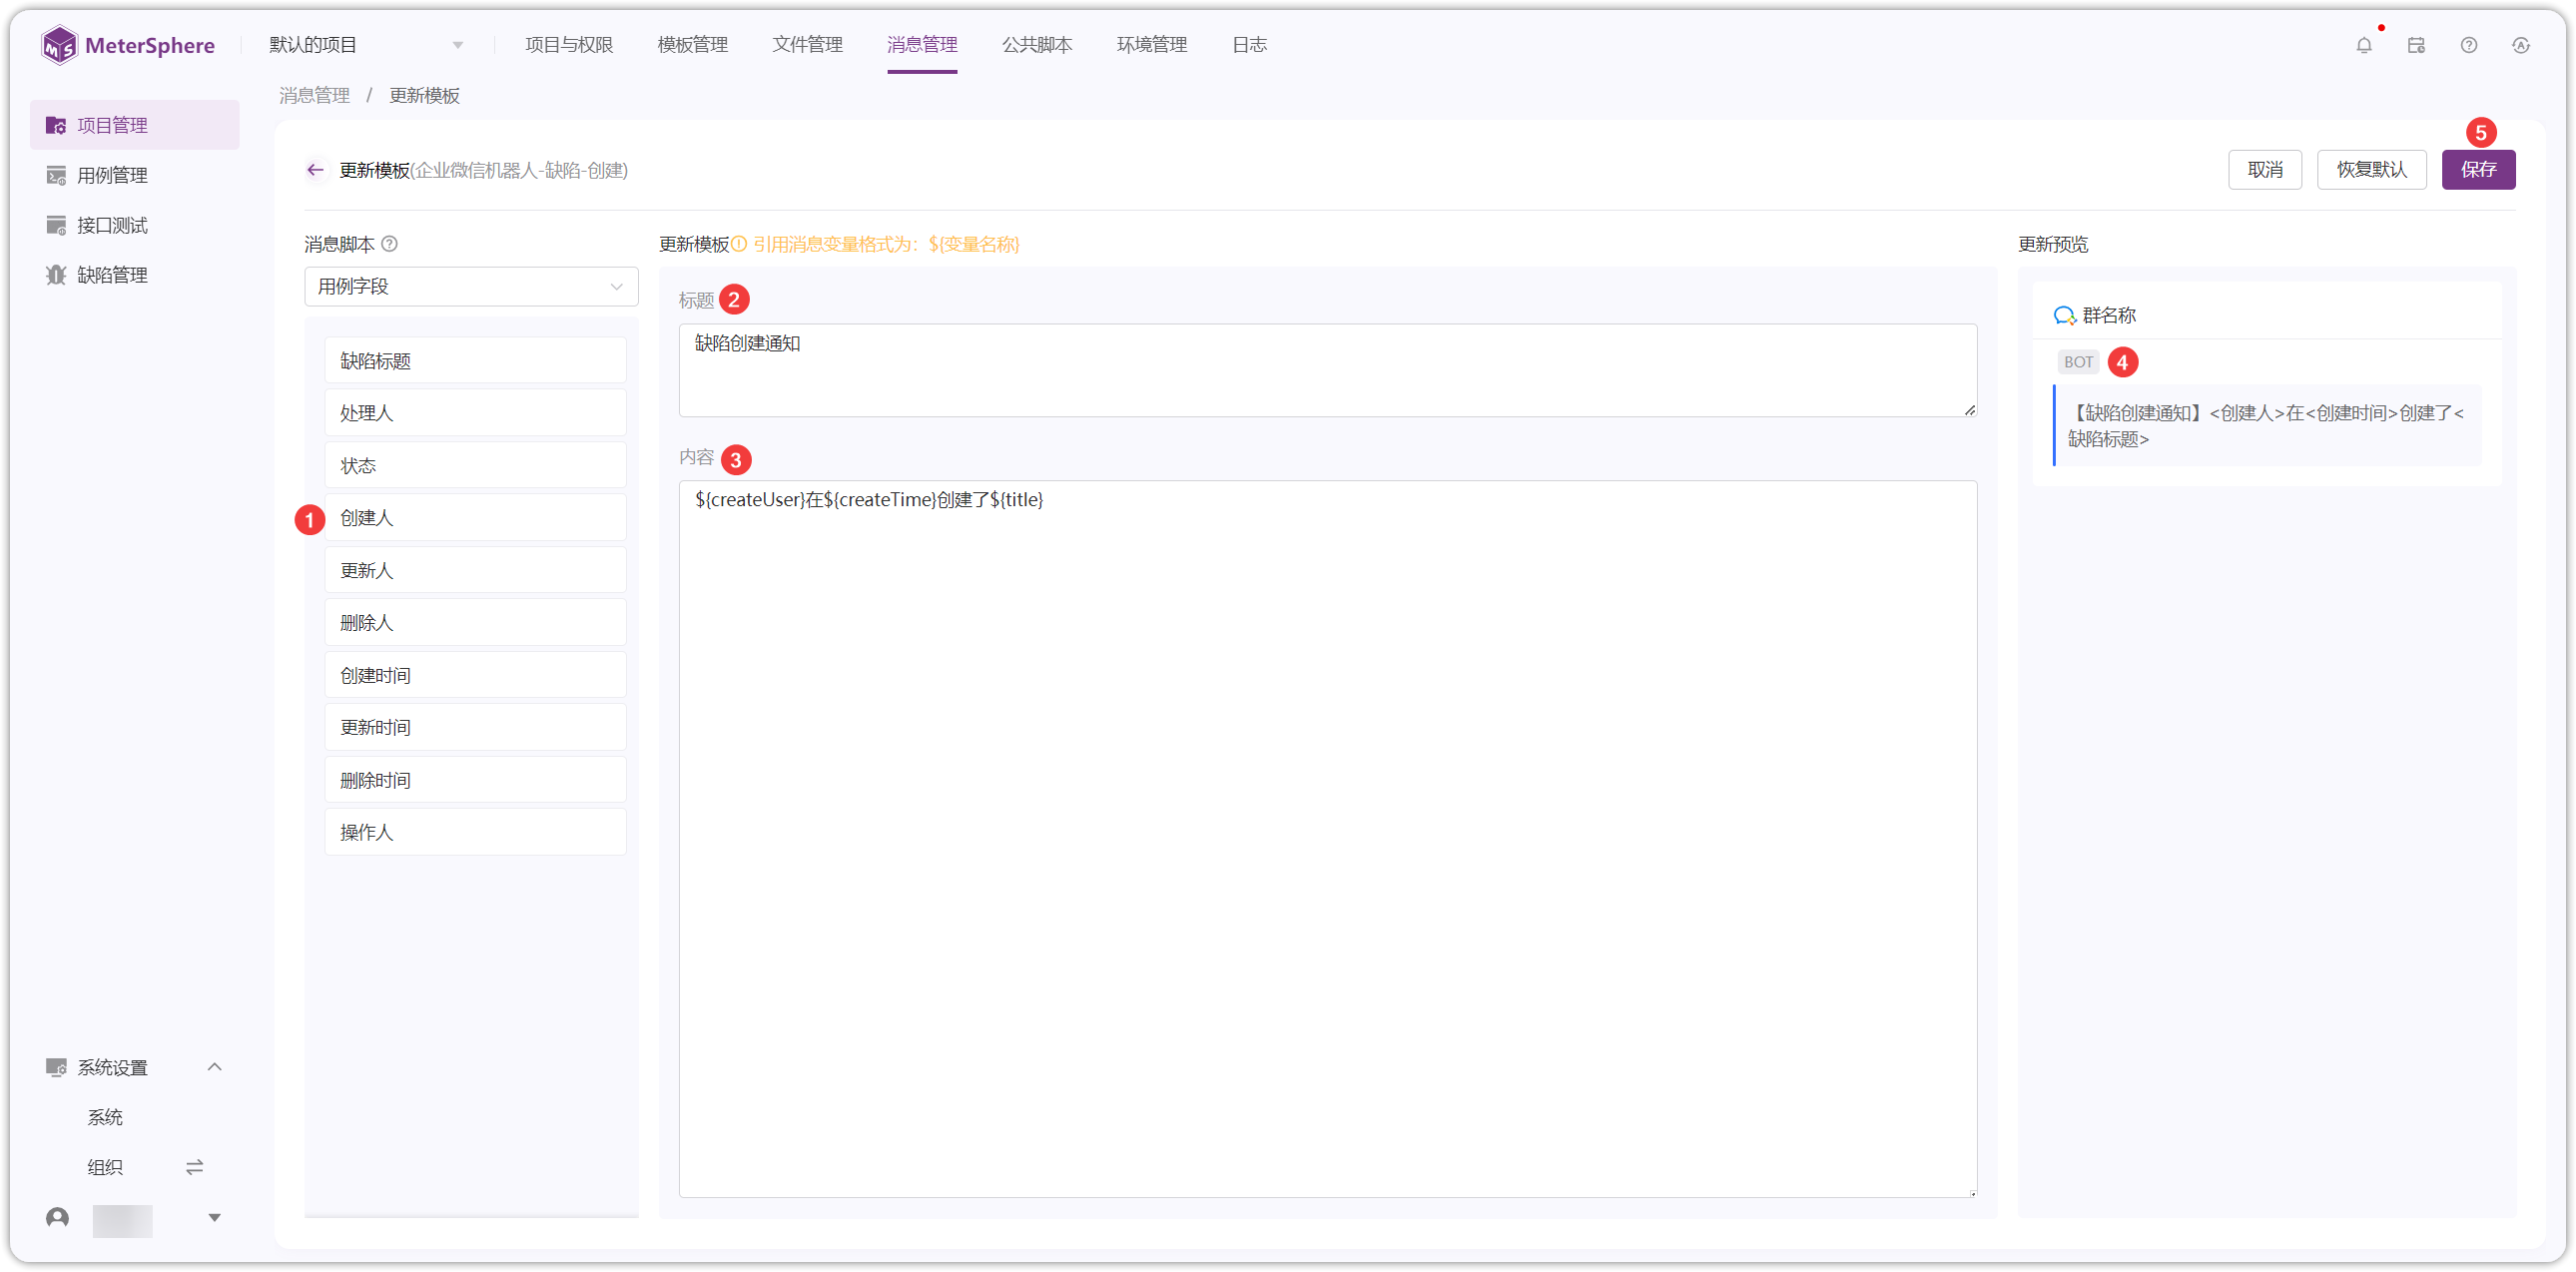 MeterSphere
默认的项目
项目与权限
模板管理
文件管理
消息管理
公共脚本
环境管理
日志
消息管理 / 更新模板
项目管理
用例管理
接口测试
缺陷管理
更新模板(企业微信机器人-缺陷-创建)
取消
恢复默认
5
保存
消息脚本
用例字段
缺陷标题
处理人
状态
1
创建人
更新人
删除人
创建时间
更新时间
删除时间
操作人
更新模板 引用消息变量格式为：${变量名称}
标题 2
缺陷创建通知
内容 3
${createUser}在${createTime}创建了${title}
更新预览
群名称
BOT 4
【缺陷创建通知】<创建人>在<创建时间>创建了<
缺陷标题>
系统设置
系统
组织